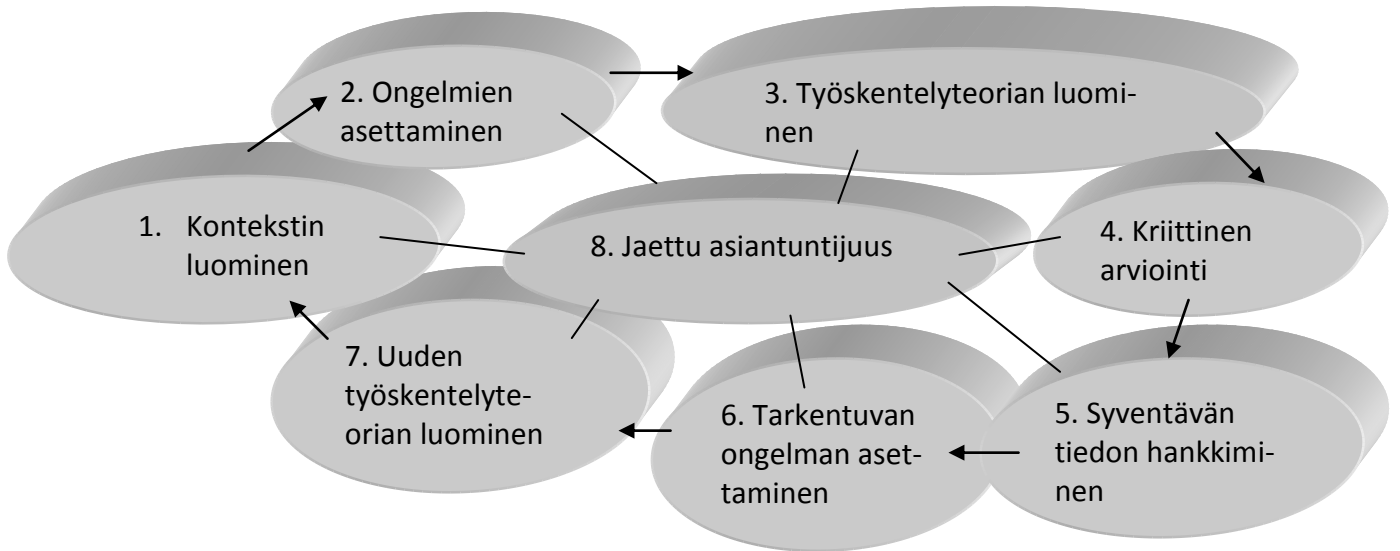 1. Kontekstin
luominen
2. Ongelmien
asettaminen
3. Työskentelyteorian luomi-
nen
4. Kriittinen
arviointi
5. Syventävän
tiedon hankkimi-
nen
6. Tarkentuvan
ongelman aset-
taminen
7. Uuden
työskentelyte-
orian luominen
8. Jaettu asiantuntijuus